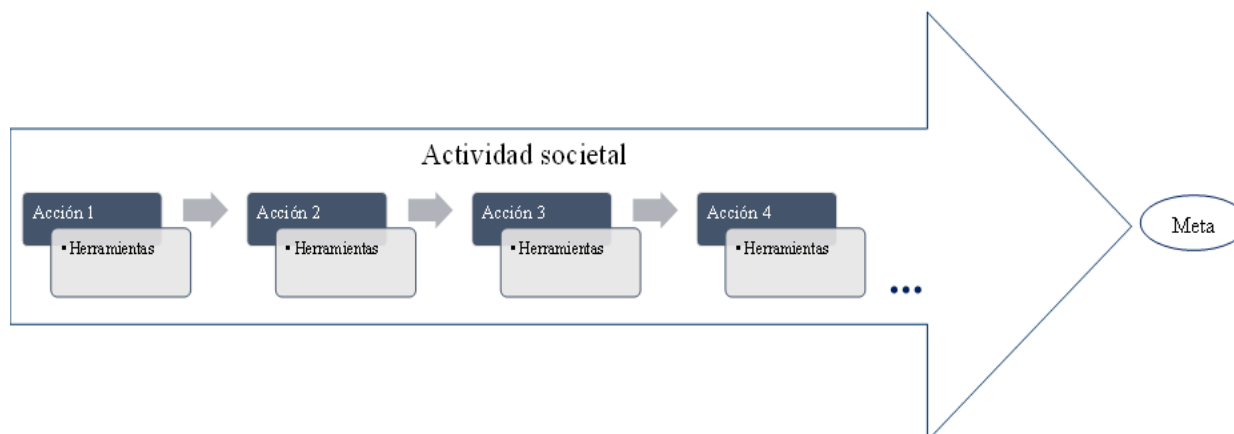 Actividad societal
Acción 1
▪ Herramientas
Acción 2
▪ Herramientas
Acción 3
▪ Herramientas
Acción 4
▪ Herramientas
...
Meta